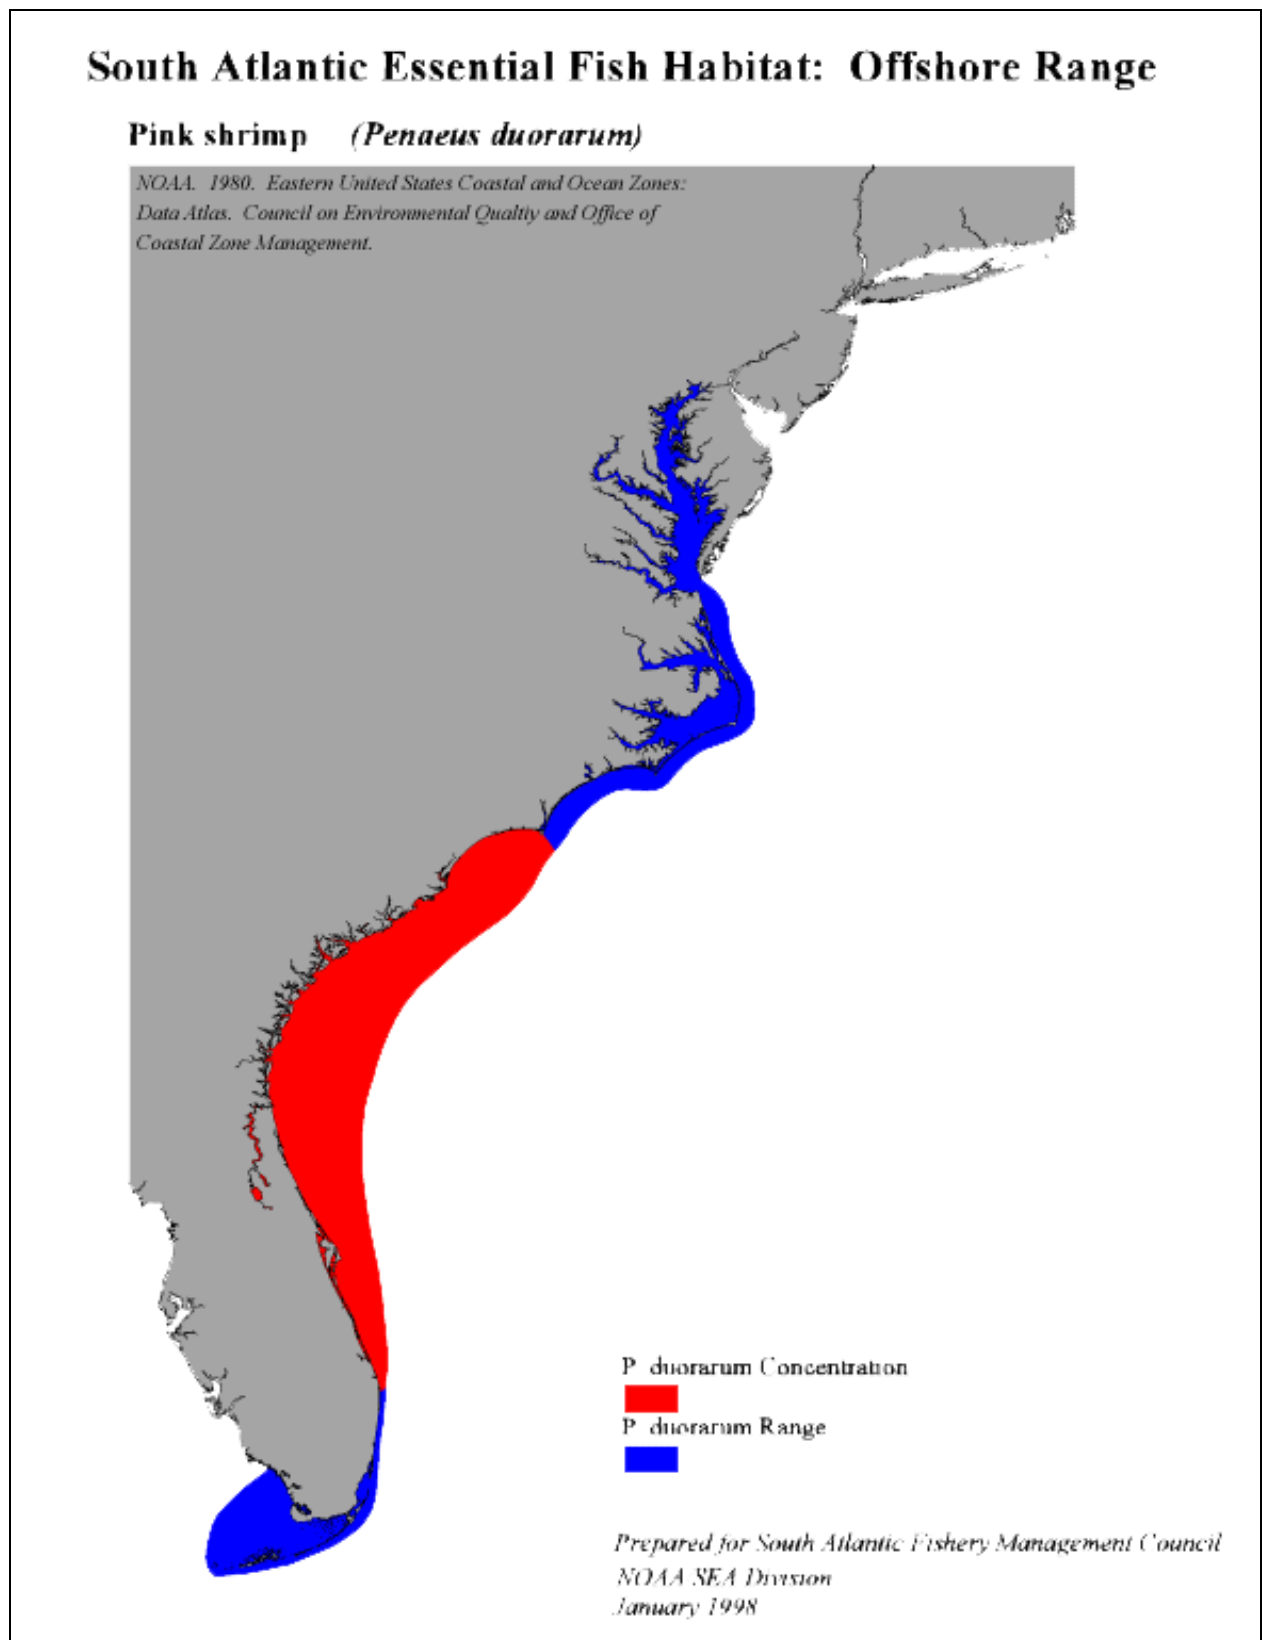 South Atlantic Essential Fish Habitat: Offshore Range
Pink shrimp (Penaeus duorarum)
NOAA. 1980. Eastern United States Coastal and Ocean Zones:
Data Atlas. Council on Environmental Qualtiy and Office of
Coastal Zone Management.
P duorarum Concentration
P duorarum Range
Prepared for South Atlantic Fishery Management Council
NOAA SEA Division
January 1998